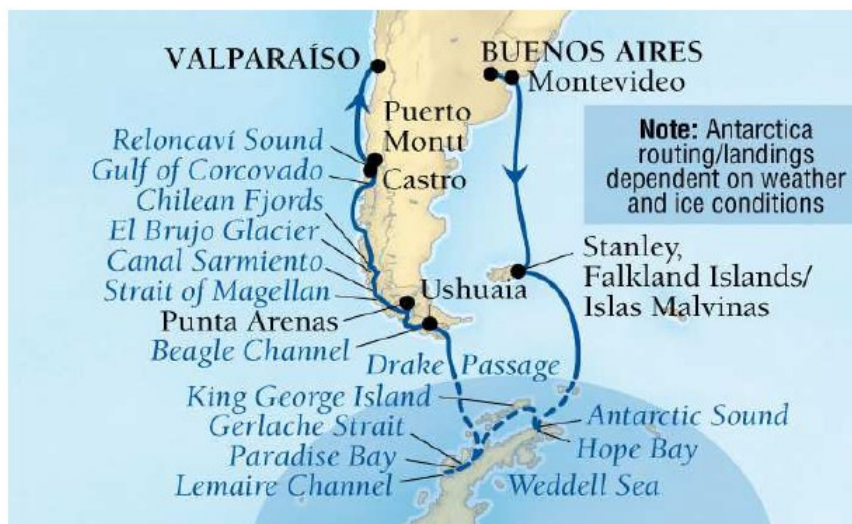 VALPARAÍSO
BUENOS AIRES
Montevideo
Puerto
Montt
Reloncaví Sound
Gulf of Corcovado
Castro
Chilean Fjords
El Brujo Glacier
Canal Sarmiento
Strait of Magellan
Punta Arenas
Ushuaia
Beagle Channel
Note: Antarctica
routing/landings
dependent on weather
and ice conditions
Stanley,
Falkland Islands/
Islas Malvinas
Drake Passage
King George Island
Gerlache Strait
Paradise Bay
Lemaire Channel
Antarctic Sound
Hope Bay
Weddell Sea